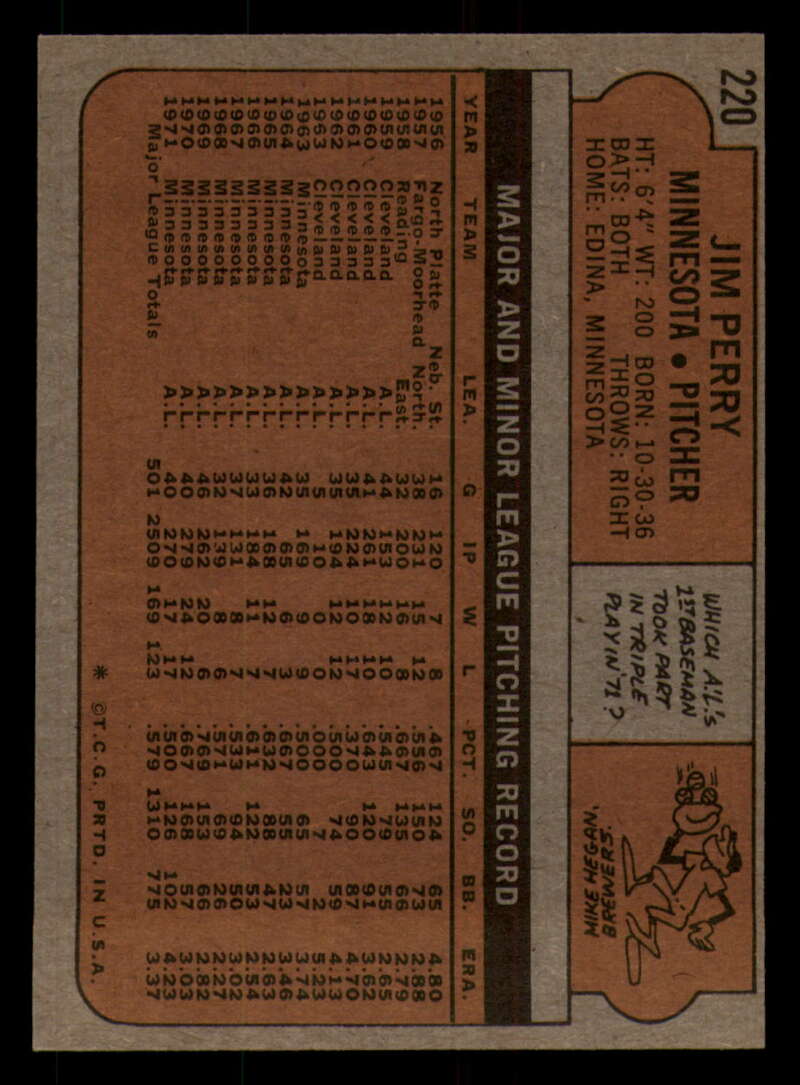 220
JIM PERRY
MINNESOTA • PITCHER
HT: 6'4" WT: 200 BORN: 10-30-36
BATS: BOTH THROWS: RIGHT
HOME: EDINA, MINNESOTA
WHICH A.L.'s
1ST BASEMAN
TOOK PART
IN TRIPLE
PLAY IN '71?
MIKE HEGAN,
BREWERS.
MAJOR AND MINOR LEAGUE PITCHING RECORD
YEAR TEAM LEA. G IP W L PCT. SO. BB. ERA.
1956 North Platte Neb. St. 16 120 7 8 .467 124 65 4.80
1957 Fargo-Moorhead North. 38 231 15 12 .556 150 73 2.88
1958 Reading East. 32 200 16 8 .667 135 66 2.79
1959 Cleveland A.L. 44 153 12 10 .545 79 55 2.65
1960 Cleveland A.L. 41 261 18 10 .643 120 91 3.62
1961 Cleveland A.L. 35 224 10 17 .370 90 87 4.70
1962 Cleveland A.L. 35 194 12 12 .500 74 59 4.13
1963 Cleveland A.L. 5 10 0 0 .000 7 2 5.23
1963 Minnesota A.L. 35 169 9 9 .500 65 57 3.74
1964 Minnesota A.L. 42 65 6 3 .667 55 23 3.46
1965 Minnesota A.L. 36 168 12 7 .632 88 47 2.63
1966 Minnesota A.L. 33 184 11 7 .611 122 53 2.54
1967 Minnesota A.L. 37 131 8 7 .533 94 50 3.02
1968 Minnesota A.L. 32 139 8 6 .571 69 26 2.27
1969 Minnesota A.L. 46 262 20 6 .769 153 66 2.82
1970 Minnesota A.L. 40 279 24 12 .667 168 57 3.03
1971 Minnesota A.L. 40 270 17 17 .500 126 102 4.23
Major League Totals 501 2509 169 123 .579 1310 775 3.37
* ©T.C.G. PRTD. IN U.S.A.